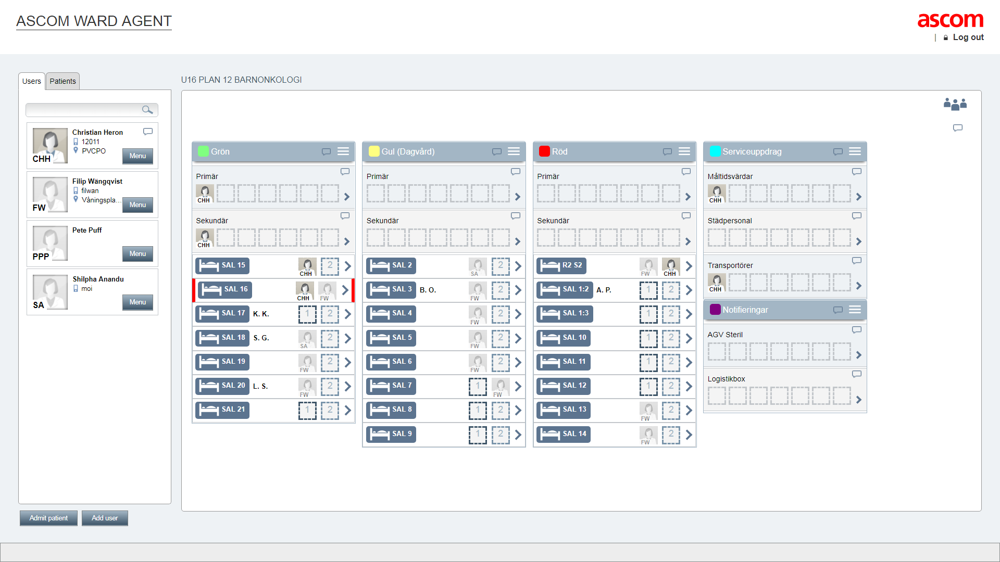 ASCOM WARD AGENT
ascom
| Log out
Users
Patients
U16 PLAN 12 BARNONKOLOGI
Christian Heron
12011
PVCPO
CHH
Menu
Filip Wängqvist
filwan
Våningspla...
FW
Menu
Pete Puff
PPP
Menu
Shilpha Anandu
moi
SA
Menu
Admit patient
Add user
Grön
Primär
CHH
Sekundär
CHH
SAL 15 CHH 2
SAL 16 CHH FW
SAL 17 K. K. 1 2
SAL 18 S. G. SA 2
SAL 19 FW 2
SAL 20 L. S. FW 2
SAL 21 1 2
Gul (Dagvård)
Primär
Sekundär
SAL 2 SA 2
SAL 3 B. O. FW 2
SAL 4 FW 2
SAL 5 FW 2
SAL 6 FW 2
SAL 7 1 FW
SAL 8 1 2
SAL 9 1 2
Röd
Primär
Sekundär
R2 S2 FW CHH
SAL 1:2 A. P. 1 2
SAL 1:3 1 2
SAL 10 1 2
SAL 11 1 2
SAL 12 1 2
SAL 13 FW 2
SAL 14 FW 2
Serviceuppdrag
Måltidsvärdar
CHH
Städpersonal
Transportörer
CHH
Notifieringar
AGV Steril
Logistikbox